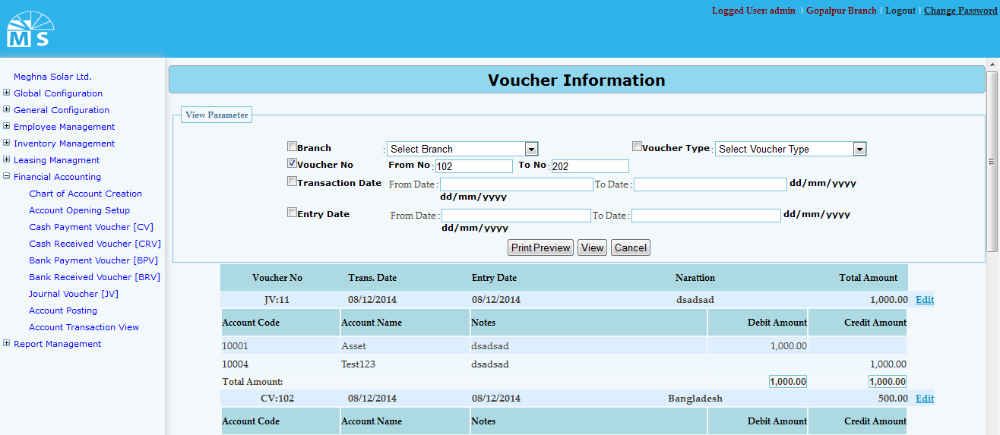 Logged User: admin | Gopalpur Branch | Logout | Change Password
M S
Meghna Solar Ltd.
Global Configuration
General Configuration
Employee Management
Inventory Management
Leasing Managment
Financial Accounting
Chart of Account Creation
Account Opening Setup
Cash Payment Voucher [CV]
Cash Received Voucher [CRV]
Bank Payment Voucher [BPV]
Bank Received Voucher [BRV]
Journal Voucher [JV]
Account Posting
Account Transaction View
Report Management
Voucher Information
View Parameter
Branch : Select Branch Voucher Type : Select Voucher Type
Voucher No From No : 102 To No : 202
Transaction Date From Date : To Date : dd/mm/yyyy
dd/mm/yyyy
Entry Date From Date : To Date : dd/mm/yyyy
dd/mm/yyyy
Print Preview View Cancel
Voucher No Trans. Date Entry Date Narattion Total Amount
JV:11 08/12/2014 08/12/2014 dsadsad 1,000.00 Edit
Account Code Account Name Notes Debit Amount Credit Amount
10001 Asset dsadsad 1,000.00
10004 Test123 dsadsad 1,000.00
Total Amount: 1,000.00 1,000.00
CV:102 08/12/2014 08/12/2014 Bangladesh 500.00 Edit
Account Code Account Name Notes Debit Amount Credit Amount